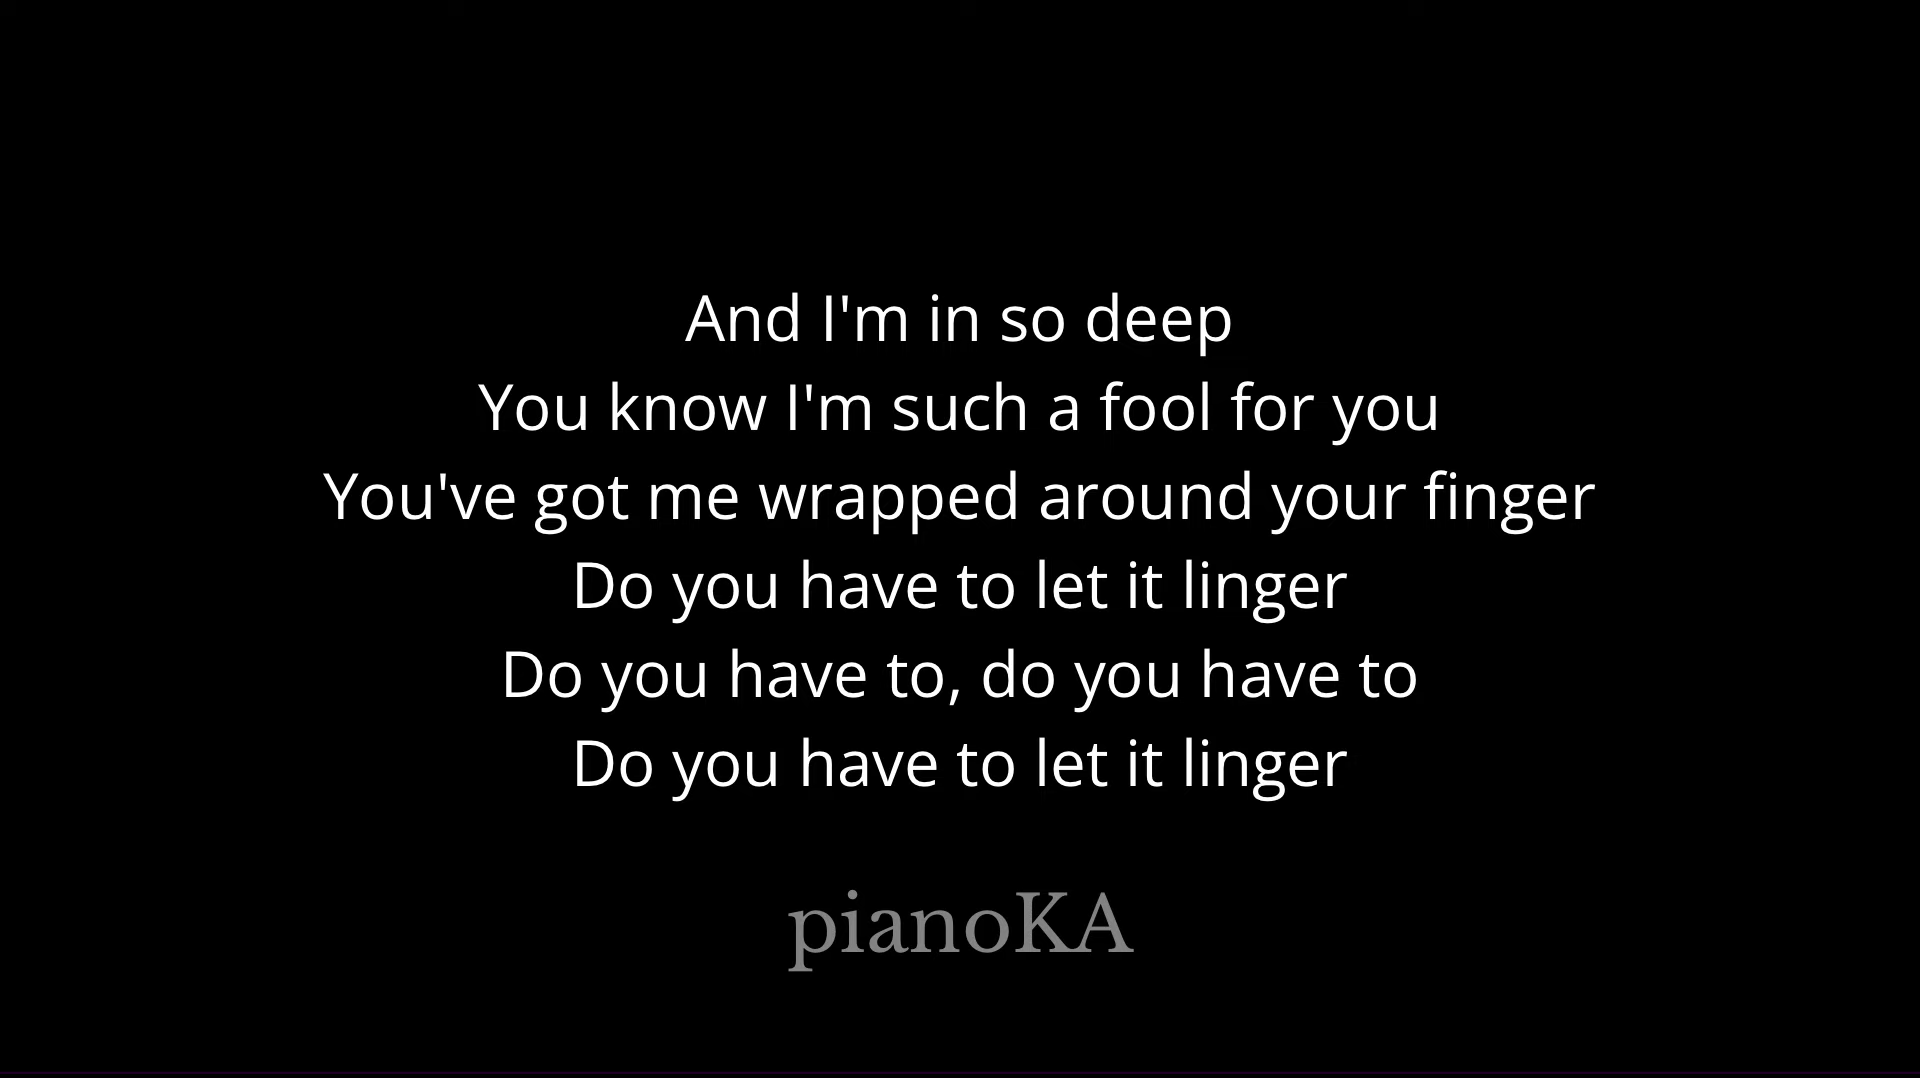 And I'm in so deep
You know I'm such a fool for you
You've got me wrapped around your finger
Do you have to let it linger
Do you have to, do you have to
Do you have to let it linger
pianoKA